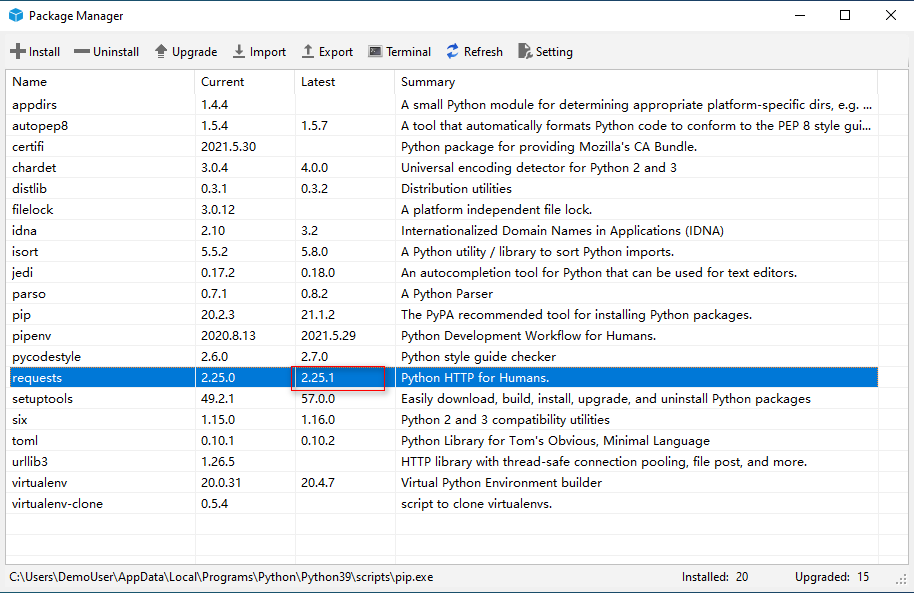 Package Manager
Install Uninstall Upgrade Import Export Terminal Refresh Setting
Name Current Latest Summary
appdirs 1.4.4 A small Python module for determining appropriate platform-specific dirs, e.g. ...
autopep8 1.5.4 1.5.7 A tool that automatically formats Python code to conform to the PEP 8 style gui...
certifi 2021.5.30 Python package for providing Mozilla's CA Bundle.
chardet 3.0.4 4.0.0 Universal encoding detector for Python 2 and 3
distlib 0.3.1 0.3.2 Distribution utilities
filelock 3.0.12 A platform independent file lock.
idna 2.10 3.2 Internationalized Domain Names in Applications (IDNA)
isort 5.5.2 5.8.0 A Python utility / library to sort Python imports.
jedi 0.17.2 0.18.0 An autocompletion tool for Python that can be used for text editors.
parso 0.7.1 0.8.2 A Python Parser
pip 20.2.3 21.1.2 The PyPA recommended tool for installing Python packages.
pipenv 2020.8.13 2021.5.29 Python Development Workflow for Humans.
pycodestyle 2.6.0 2.7.0 Python style guide checker
requests 2.25.0 2.25.1 Python HTTP for Humans.
setuptools 49.2.1 57.0.0 Easily download, build, install, upgrade, and uninstall Python packages
six 1.15.0 1.16.0 Python 2 and 3 compatibility utilities
toml 0.10.1 0.10.2 Python Library for Tom's Obvious, Minimal Language
urllib3 1.26.5 HTTP library with thread-safe connection pooling, file post, and more.
virtualenv 20.0.31 20.4.7 Virtual Python Environment builder
virtualenv-clone 0.5.4 script to clone virtualenvs.
C:\Users\DemoUser\AppData\Local\Programs\Python\Python39\scripts\pip.exe Installed: 20 Upgraded: 15